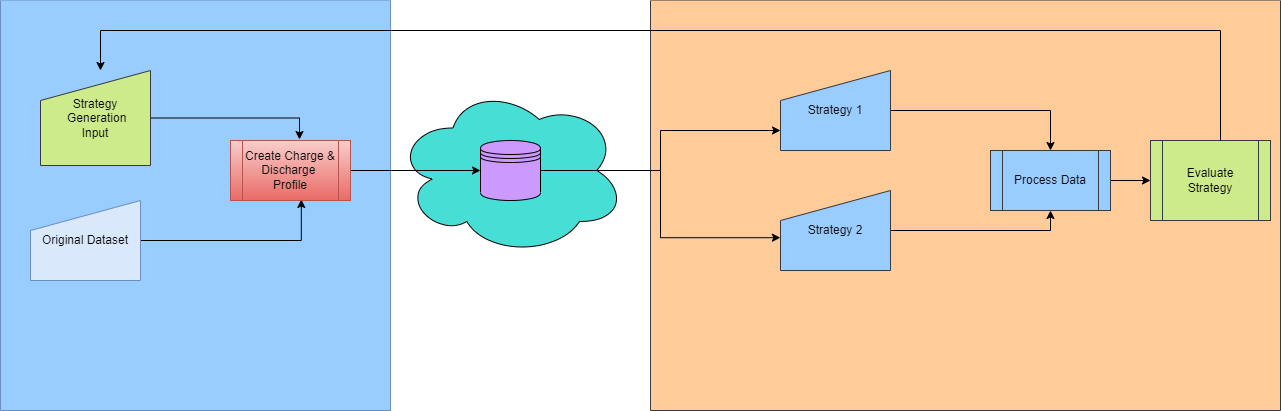 Strategy
Generation
Input
Create Charge &
Discharge
Profile
Original Dataset
Strategy 1
Strategy 2
Process Data
Evaluate
Strategy